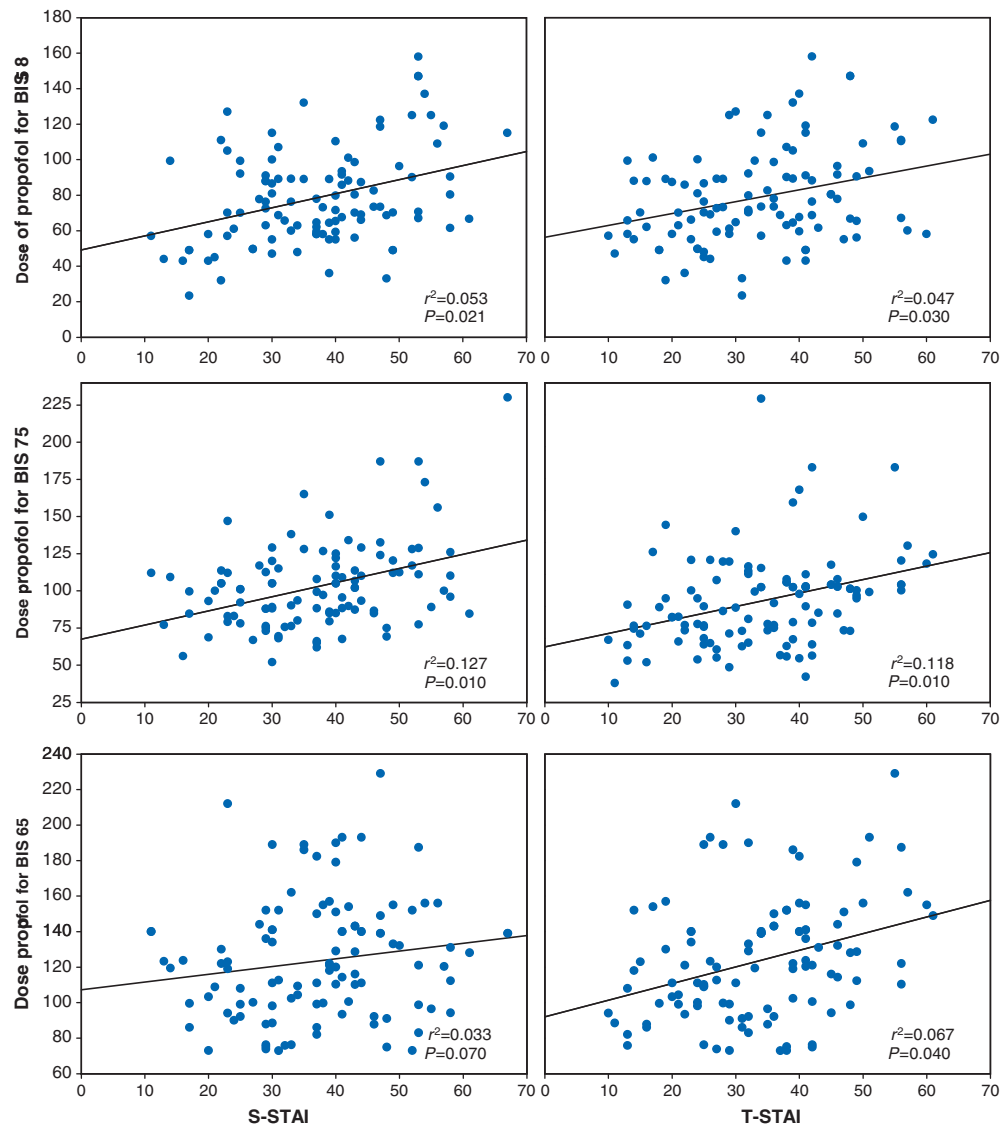 Dose of propofol for
180
160
140
120
100
80
60
40
20
0
0 10 20 30 40 50 60 70
r²=0.053
P=0.021
0 10 20 30 40 50 60 70
r²=0.047
P=0.030
Dose propofol for BIS 75
225
200
175
150
125
100
75
50
25
0 10 20 30 40 50 60 70
r²=0.127
P=0.010
0 10 20 30 40 50 60 70
r²=0.118
P=0.010
Dose propofol for BIS 65
240
220
200
180
160
140
120
100
80
60
0 10 20 30 40 50 60 70
r²=0.033
P=0.070
S-STAI
0 10 20 30 40 50 60 70
r²=0.067
P=0.040
T-STAI